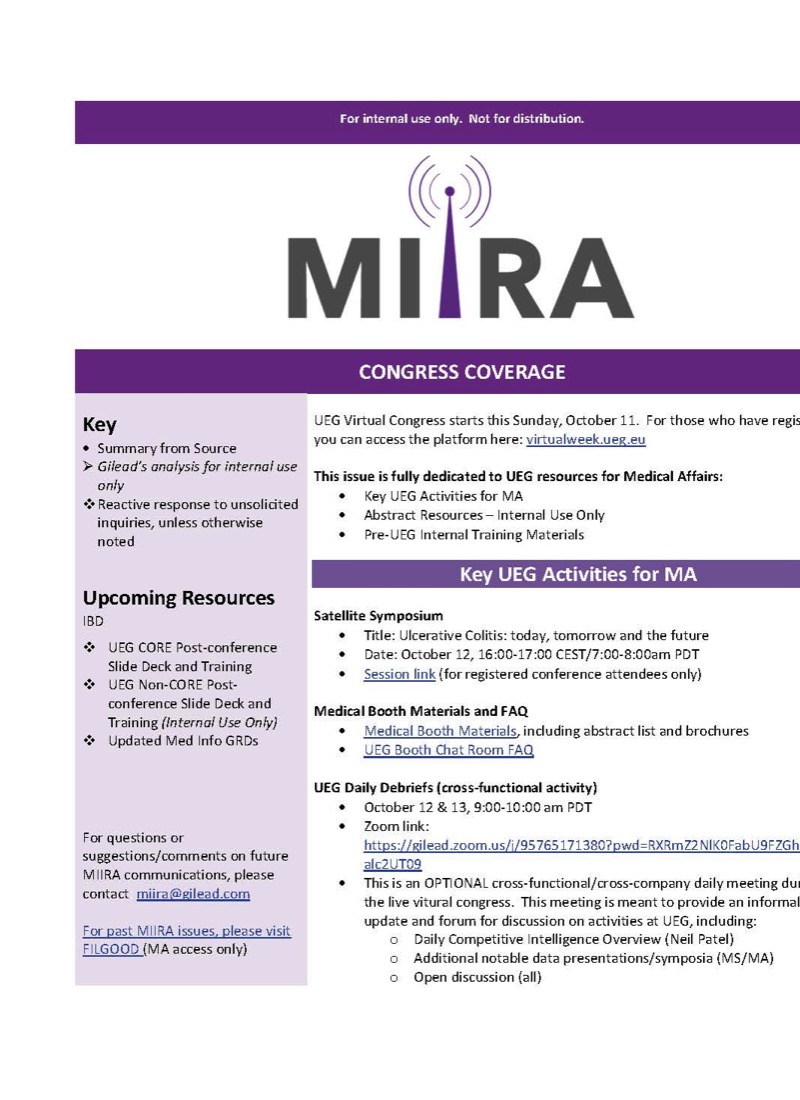 For internal use only.  Not for distribution.
MIIRA
CONGRESS COVERAGE
Key
• Summary from Source
➢ Gilead's analysis for internal use
only
❖ Reactive response to unsolicited
inquiries, unless otherwise
noted
Upcoming Resources
IBD
❖ UEG CORE Post-conference
Slide Deck and Training
❖ UEG Non-CORE Post-
conference Slide Deck and
Training (Internal Use Only)
❖ Updated Med Info GRDs
For questions or
suggestions/comments on future
MIIRA communications, please
contact  miira@gilead.com
For past MIIRA issues, please visit
FILGOOD (MA access only)
UEG Virtual Congress starts this Sunday, October 11.  For those who have regis
you can access the platform here: virtualweek.ueg.eu
This issue is fully dedicated to UEG resources for Medical Affairs:
• Key UEG Activities for MA
• Abstract Resources – Internal Use Only
• Pre-UEG Internal Training Materials
Key UEG Activities for MA
Satellite Symposium
• Title: Ulcerative Colitis: today, tomorrow and the future
• Date: October 12, 16:00-17:00 CEST/7:00-8:00am PDT
• Session link (for registered conference attendees only)
Medical Booth Materials and FAQ
• Medical Booth Materials, including abstract list and brochures
• UEG Booth Chat Room FAQ
UEG Daily Debriefs (cross-functional activity)
• October 12 & 13, 9:00-10:00 am PDT
• Zoom link:
https://gilead.zoom.us/j/95765171380?pwd=RXRmZ2NlK0FabU9FZGh
alc2UT09
• This is an OPTIONAL cross-functional/cross-company daily meeting du
the live vitural congress.  This meeting is meant to provide an informal
update and forum for discussion on activities at UEG, including:
o Daily Competitive Intelligence Overview (Neil Patel)
o Additional notable data presentations/symposia (MS/MA)
o Open discussion (all)